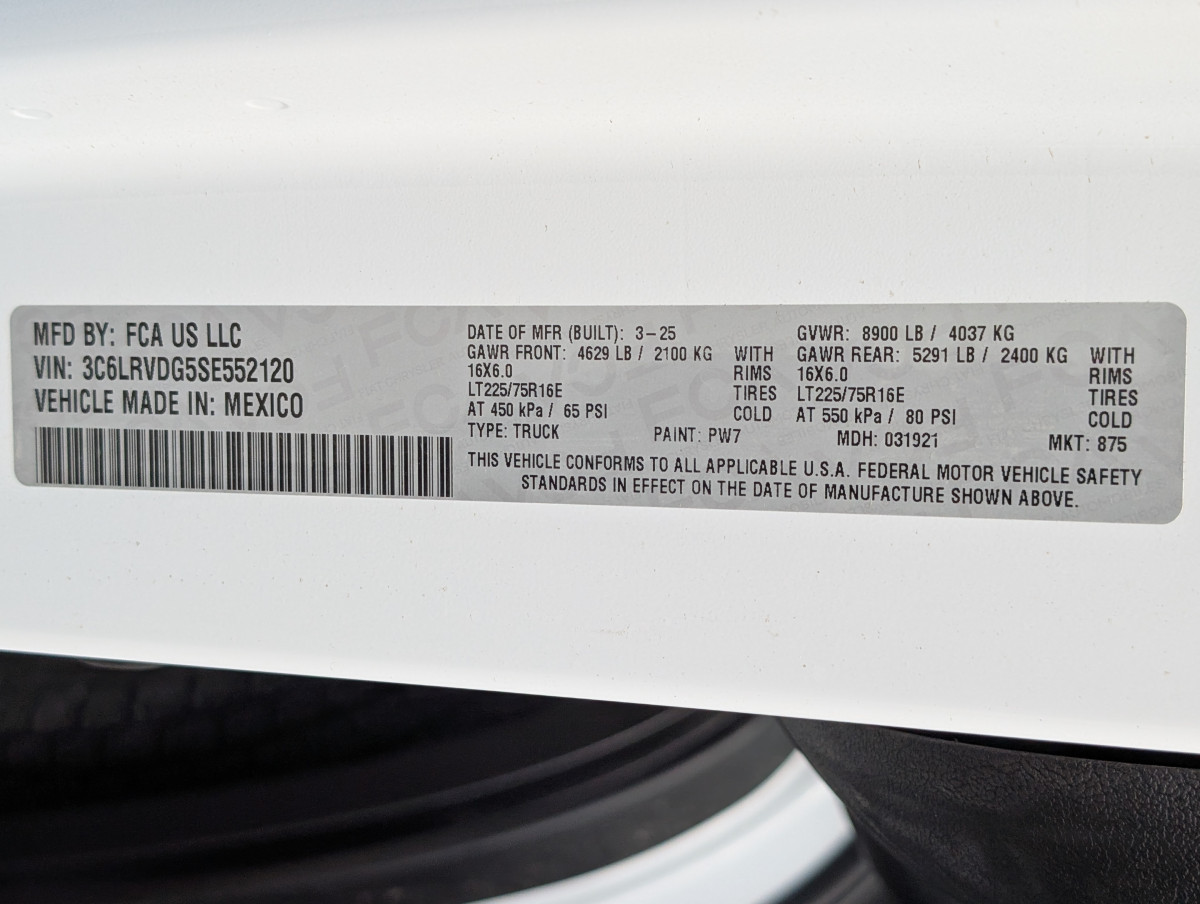 MFD BY: FCA US LLC
VIN: 3C6LRVDG5SE552120
VEHICLE MADE IN: MEXICO
DATE OF MFR (BUILT): 3-25
GVWR: 8900 LB / 4037 KG
GAWR FRONT: 4629 LB / 2100 KG WITH
16X6.0 RIMS
LT225/75R16E TIRES
AT 450 kPa / 65 PSI COLD
GAWR REAR: 5291 LB / 2400 KG WITH
16X6.0 RIMS
LT225/75R16E TIRES
AT 550 kPa / 80 PSI COLD
TYPE: TRUCK PAINT: PW7 MDH: 031921 MKT: 875
THIS VEHICLE CONFORMS TO ALL APPLICABLE U.S.A. FEDERAL MOTOR VEHICLE SAFETY
STANDARDS IN EFFECT ON THE DATE OF MANUFACTURE SHOWN ABOVE.